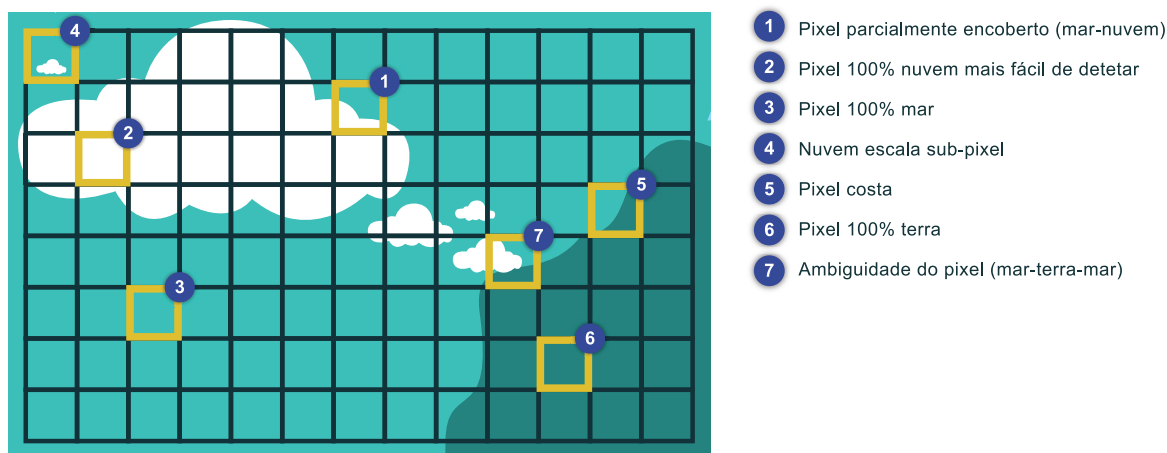 4
1
2
5
7
3
6
1 Pixel parcialmente encoberto (mar-nuvem)
2 Pixel 100% nuvem mais fácil de detetar
3 Pixel 100% mar
4 Nuvem escala sub-pixel
5 Pixel costa
6 Pixel 100% terra
7 Ambiguidade do pixel (mar-terra-mar)